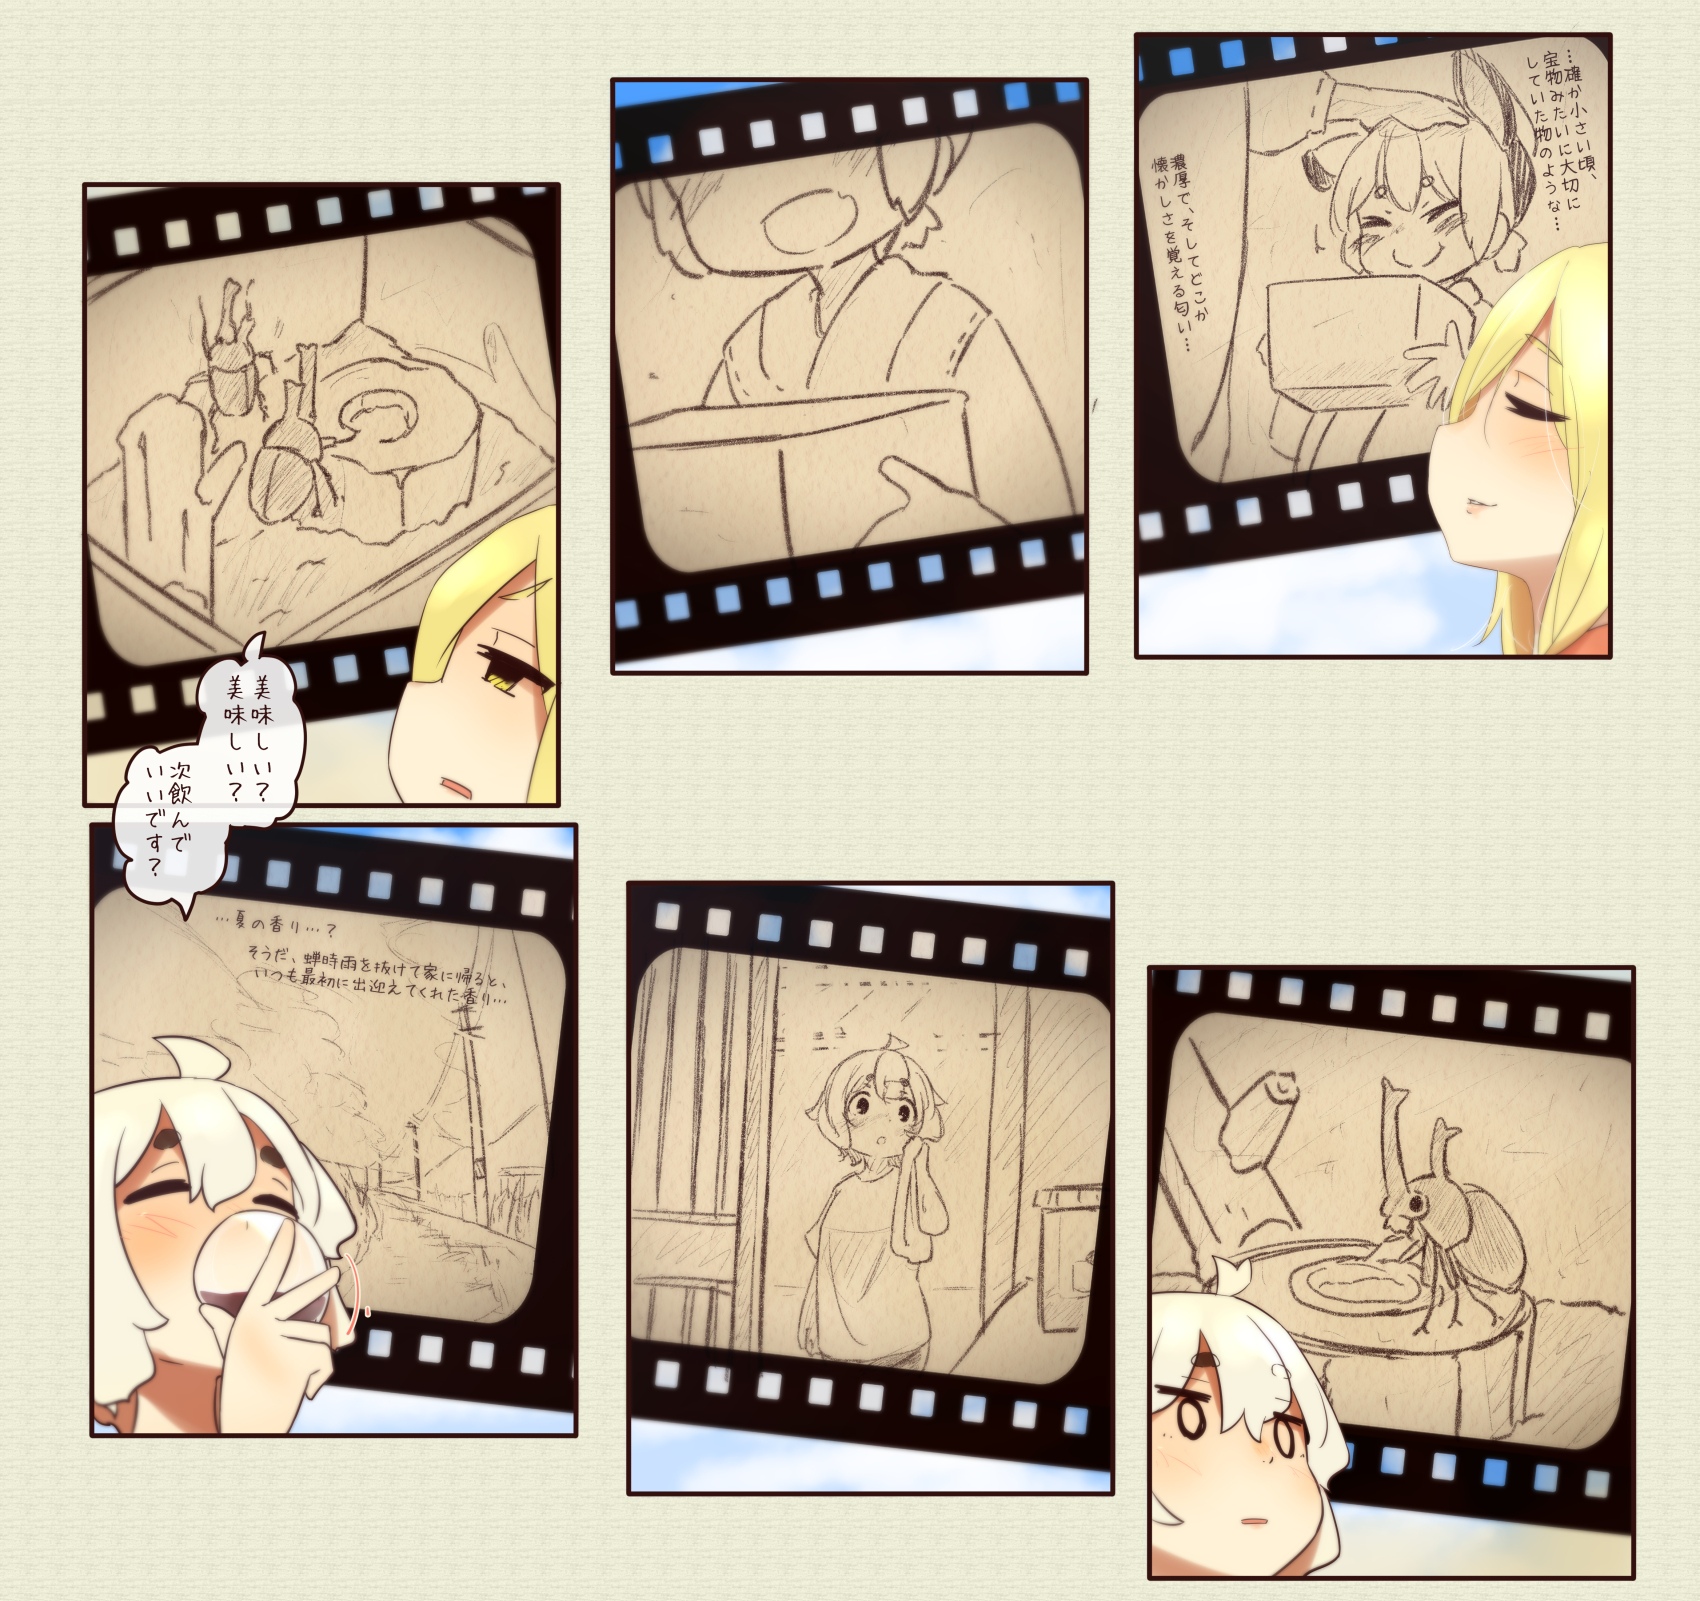 …確か小さい頃、
宝物みたいに大切に
していた物のような…
濃厚で、そしてどこか
懐かしさを覚える匂い…
美味しい?
美味しい?
次飲んで
いいです?
…夏の香り…?
そうだ、蝉時雨を抜けて家に帰ると、
いつも最初に出迎えてくれた香り…